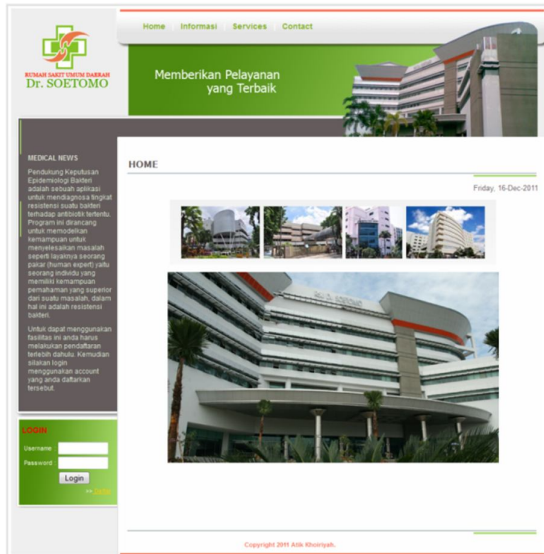 Home
Informasi
Services
Contact
RUMAH SAKIT UMUM DAERAH
Dr. SOETOMO
Memberikan Pelayanan
yang Terbaik
MEDICAL NEWS
Pendukung Keputusan
Epidemiologi Bakteri
adalah sebuah aplikasi
untuk mendiagnosa tingkat
resistensi suatu bakteri
terhadap antibiotik tertentu.
Program ini dirancang
untuk memodelkan
kemampuan untuk
menyelesaikan masalah
seperti layaknya seorang
pakar (human expert) yaitu
seorang individu yang
memiliki kemampuan
pemahaman yang superior
dari suatu masalah, dalam
hal ini adalah resistensi
bakteri.
Untuk dapat menggunakan
fasilitas ini anda harus
melakukan pendaftaran
terlebih dahulu. Kemudian
silakan login
menggunakan account
yang anda daftarkan
tersebut.
LOGIN
Username
Password
Login
HOME
Friday, 16-Dec-2011
Copyright 2011 Atik Khoiriyah.